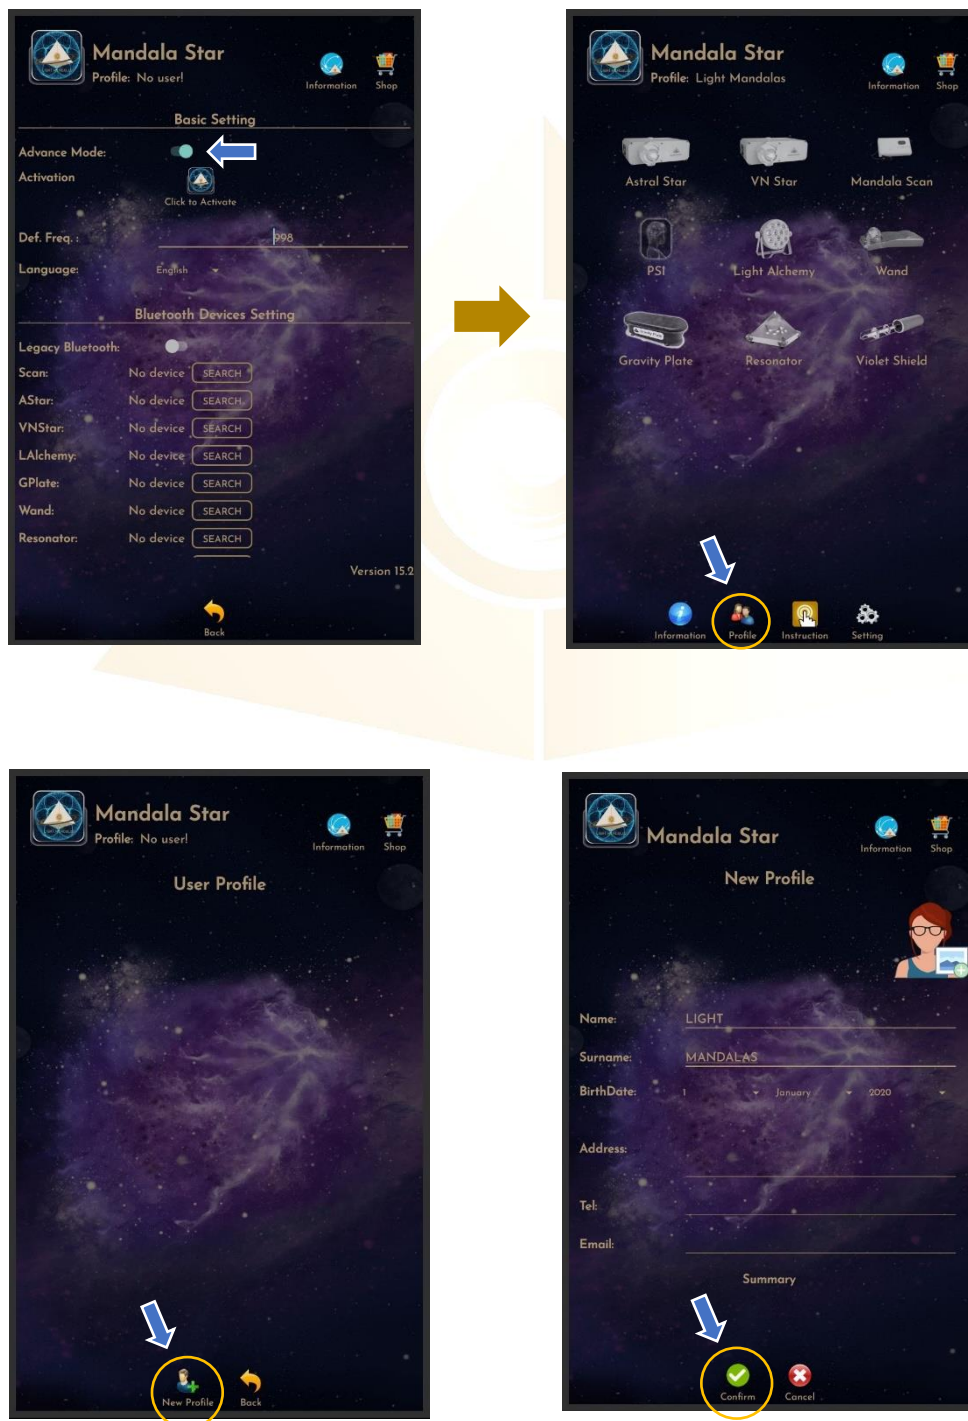 Mandala Star
Profile: No user!
Information
Shop
Basic Setting
Advance Mode:
Activation
Click to Activate
Def. Freq. :
998
Language:
English
Bluetooth Devices Setting
Legacy Bluetooth:
Scan: No device SEARCH
AStar: No device SEARCH
VNStar: No device SEARCH
LAlchemy: No device SEARCH
GPlate: No device SEARCH
Wand: No device SEARCH
Resonator: No device SEARCH
Version 15.2
Back
Mandala Star
Profile: Light Mandalas
Information
Shop
Astral Star
VN Star
Mandala Scan
PSI
Light Alchemy
Wand
Gravity Plate
Resonator
Violet Shield
Information
Profile
Instruction
Setting
Mandala Star
Profile: No user!
Information
Shop
User Profile
New Profile
Back
Mandala Star
Information
Shop
New Profile
Name: LIGHT
Surname: MANDALAS
BirthDate: 1 January 2020
Address:
Tel:
Email:
Summary
Confirm
Cancel